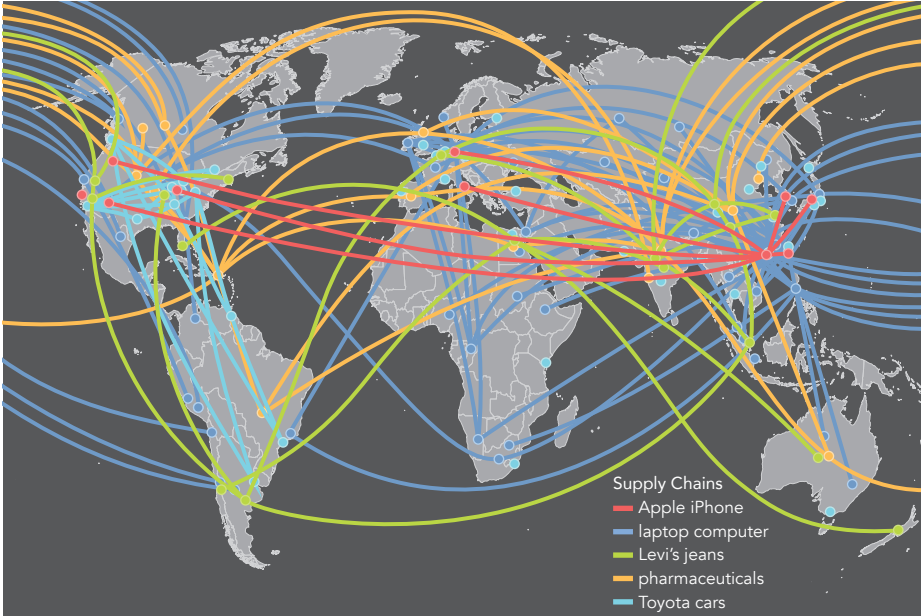 Supply Chains
Apple iPhone
laptop computer
Levi's jeans
pharmaceuticals
Toyota cars